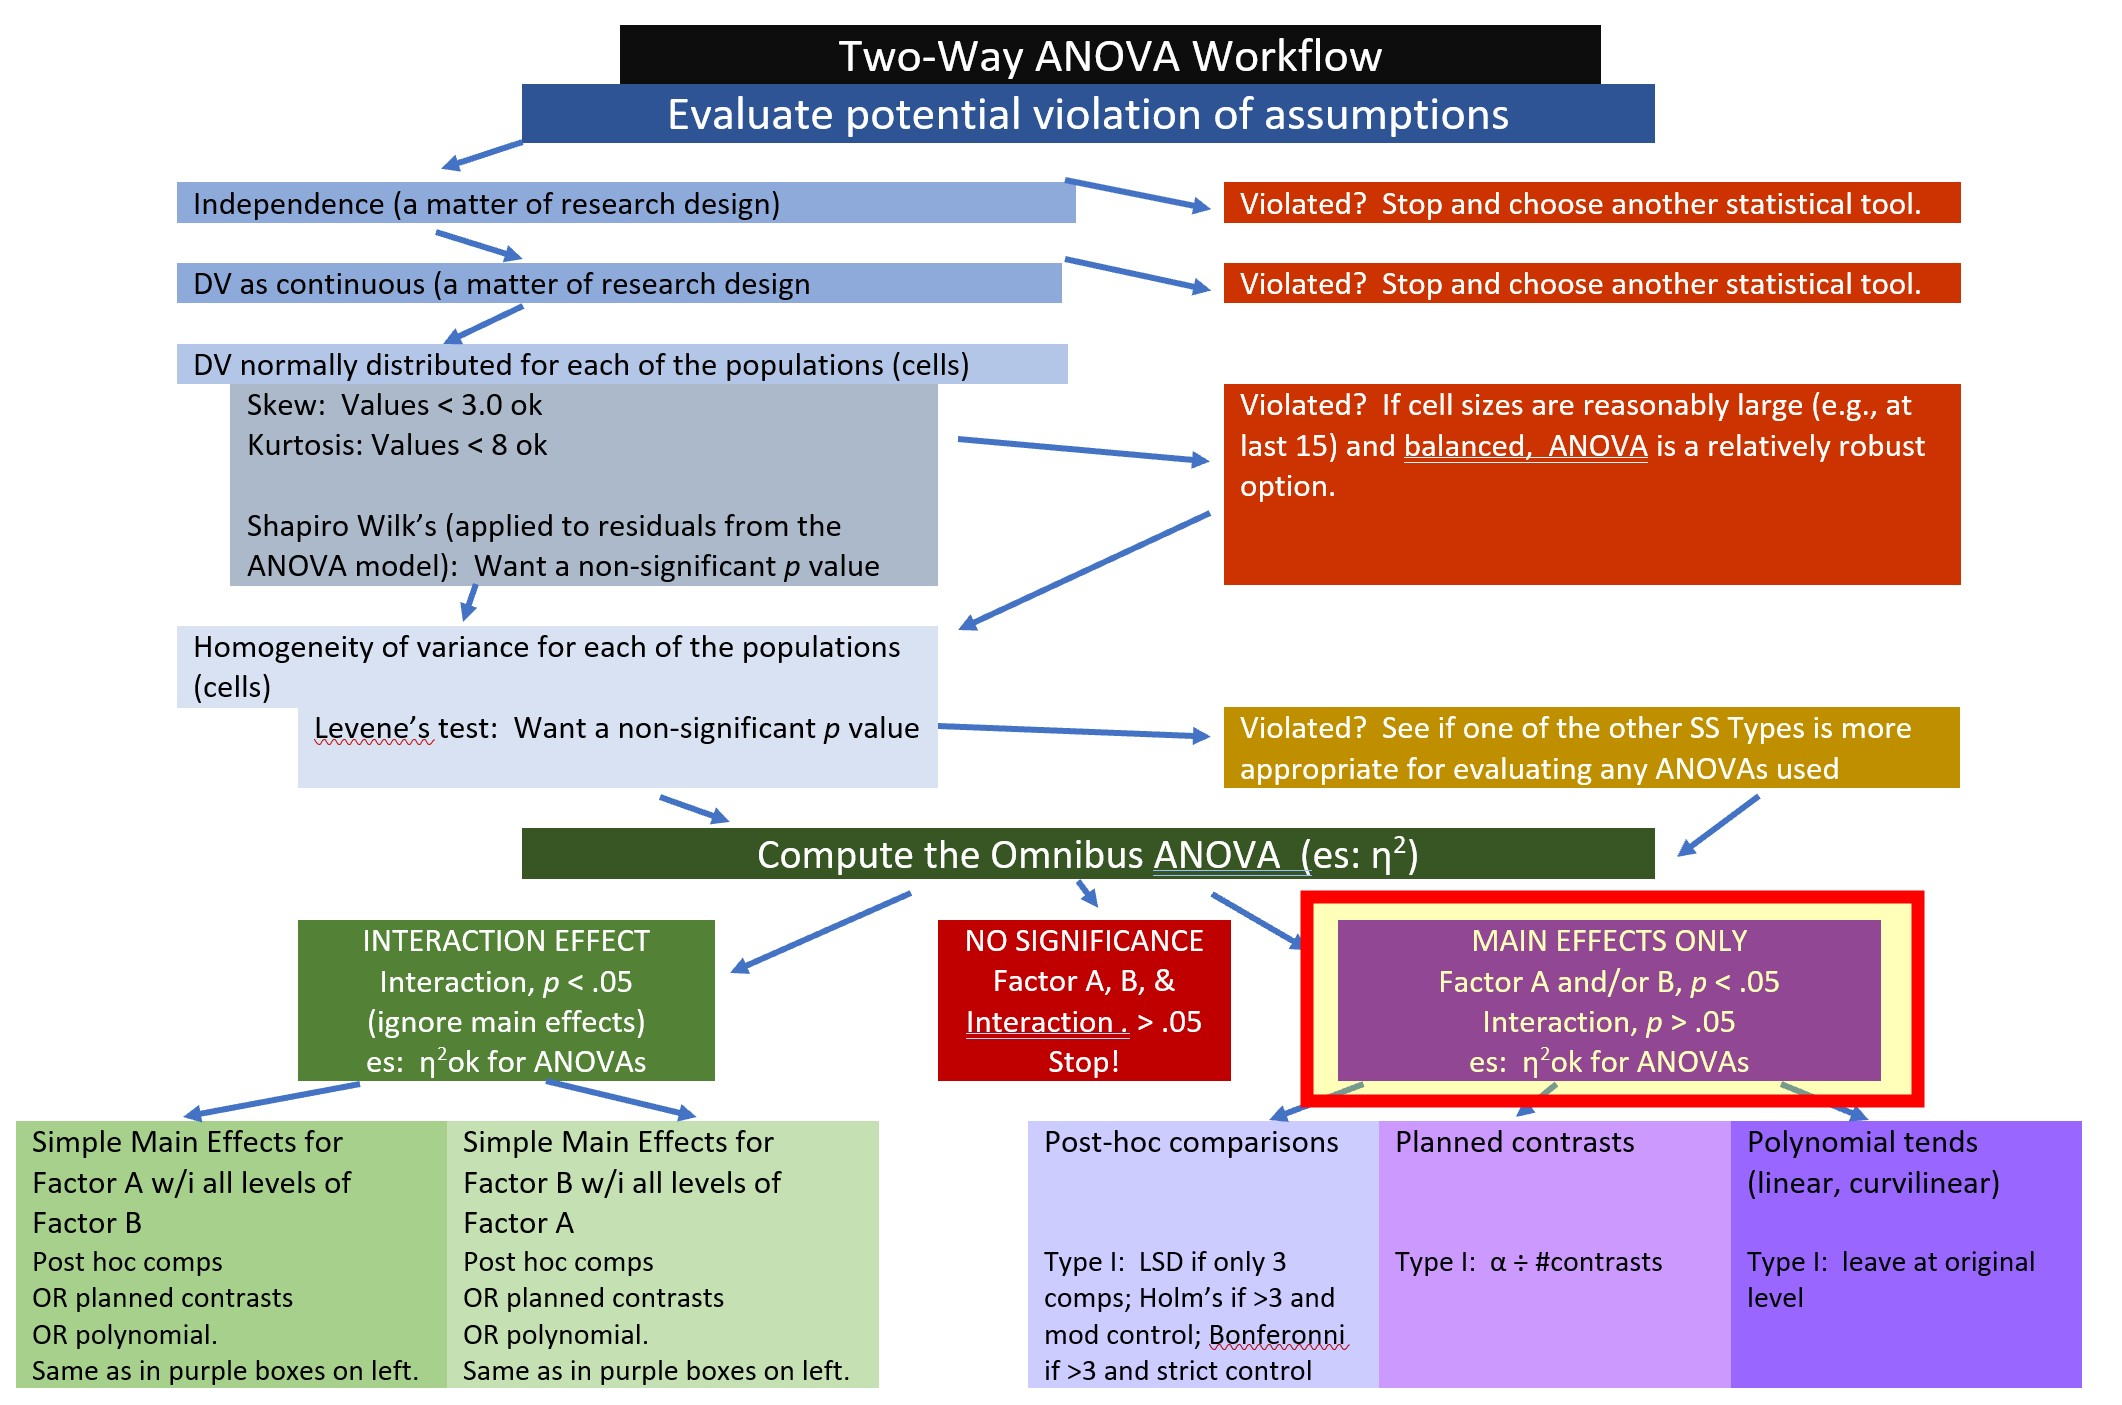 Two-Way ANOVA Workflow
Evaluate potential violation of assumptions
Independence (a matter of research design)
Violated?  Stop and choose another statistical tool.
DV as continuous (a matter of research design
Violated?  Stop and choose another statistical tool.
DV normally distributed for each of the populations (cells)
Skew:  Values < 3.0 ok
Kurtosis: Values < 8 ok
Shapiro Wilk’s (applied to residuals from the
ANOVA model):  Want a non-significant p value
Violated?  If cell sizes are reasonably large (e.g., at
last 15) and balanced,  ANOVA is a relatively robust
option.
Homogeneity of variance for each of the populations
(cells)
Levene’s test:  Want a non-significant p value
Violated?  See if one of the other SS Types is more
appropriate for evaluating any ANOVAs used
Compute the Omnibus ANOVA  (es: η²)
INTERACTION EFFECT
Interaction, p < .05
(ignore main effects)
es:  η²ok for ANOVAs
NO SIGNIFICANCE
Factor A, B, &
Interaction . > .05
Stop!
MAIN EFFECTS ONLY
Factor A and/or B, p < .05
Interaction, p > .05
es:  η²ok for ANOVAs
Simple Main Effects for
Factor A w/i all levels of
Factor B
Post hoc comps
OR planned contrasts
OR polynomial.
Same as in purple boxes on left.
Simple Main Effects for
Factor B w/i all levels of
Factor A
Post hoc comps
OR planned contrasts
OR polynomial.
Same as in purple boxes on left.
Post-hoc comparisons
Type I:  LSD if only 3
comps; Holm’s if >3 and
mod control; Bonferonni
if >3 and strict control
Planned contrasts
Type I:  α ÷ #contrasts
Polynomial tends
(linear, curvilinear)
Type I:  leave at original
level